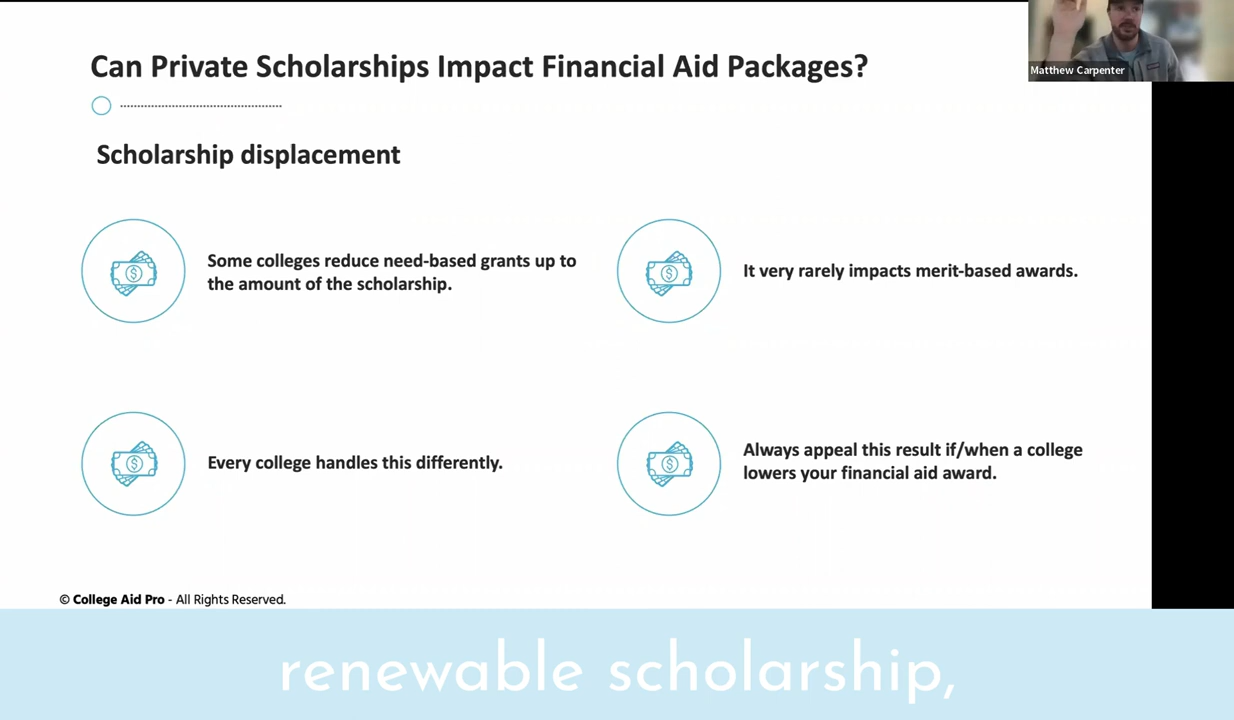 Can Private Scholarships Impact Financial Aid Packages?
Matthew Carpenter
Scholarship displacement
Some colleges reduce need-based grants up to
the amount of the scholarship.
It very rarely impacts merit-based awards.
Every college handles this differently.
Always appeal this result if/when a college
lowers your financial aid award.
© College Aid Pro - All Rights Reserved.
renewable scholarship,